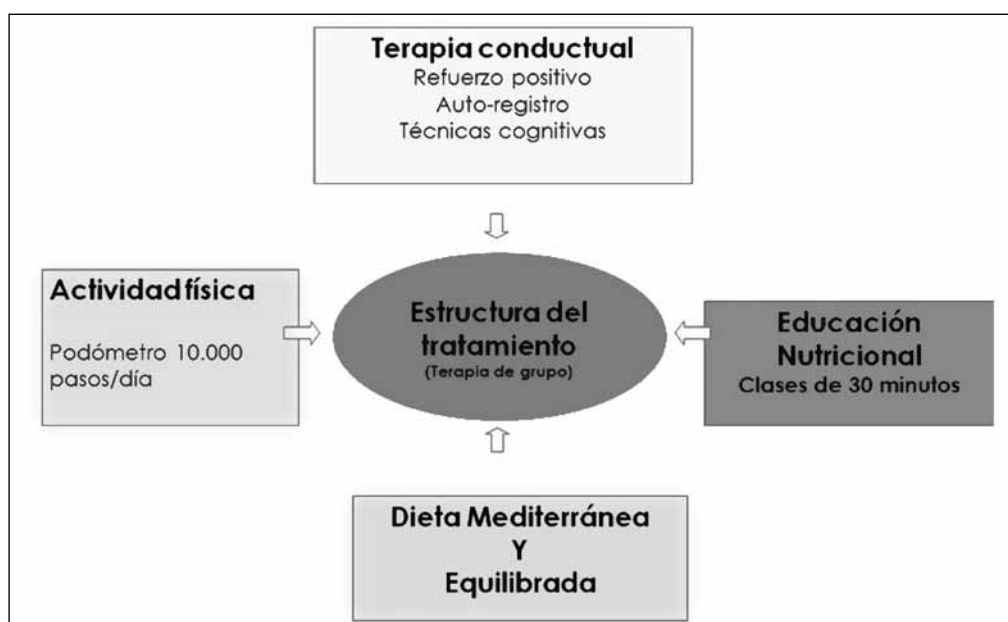 Terapia conductual
Refuerzo positivo
Auto-registro
Técnicas cognitivas
Actividad física
Podómetro 10.000
pasos/día
Estructura del
tratamiento
(Terapia de grupo)
Educación
Nutricional
Clases de 30 minutos
Dieta Mediterránea
Y
Equilibrada